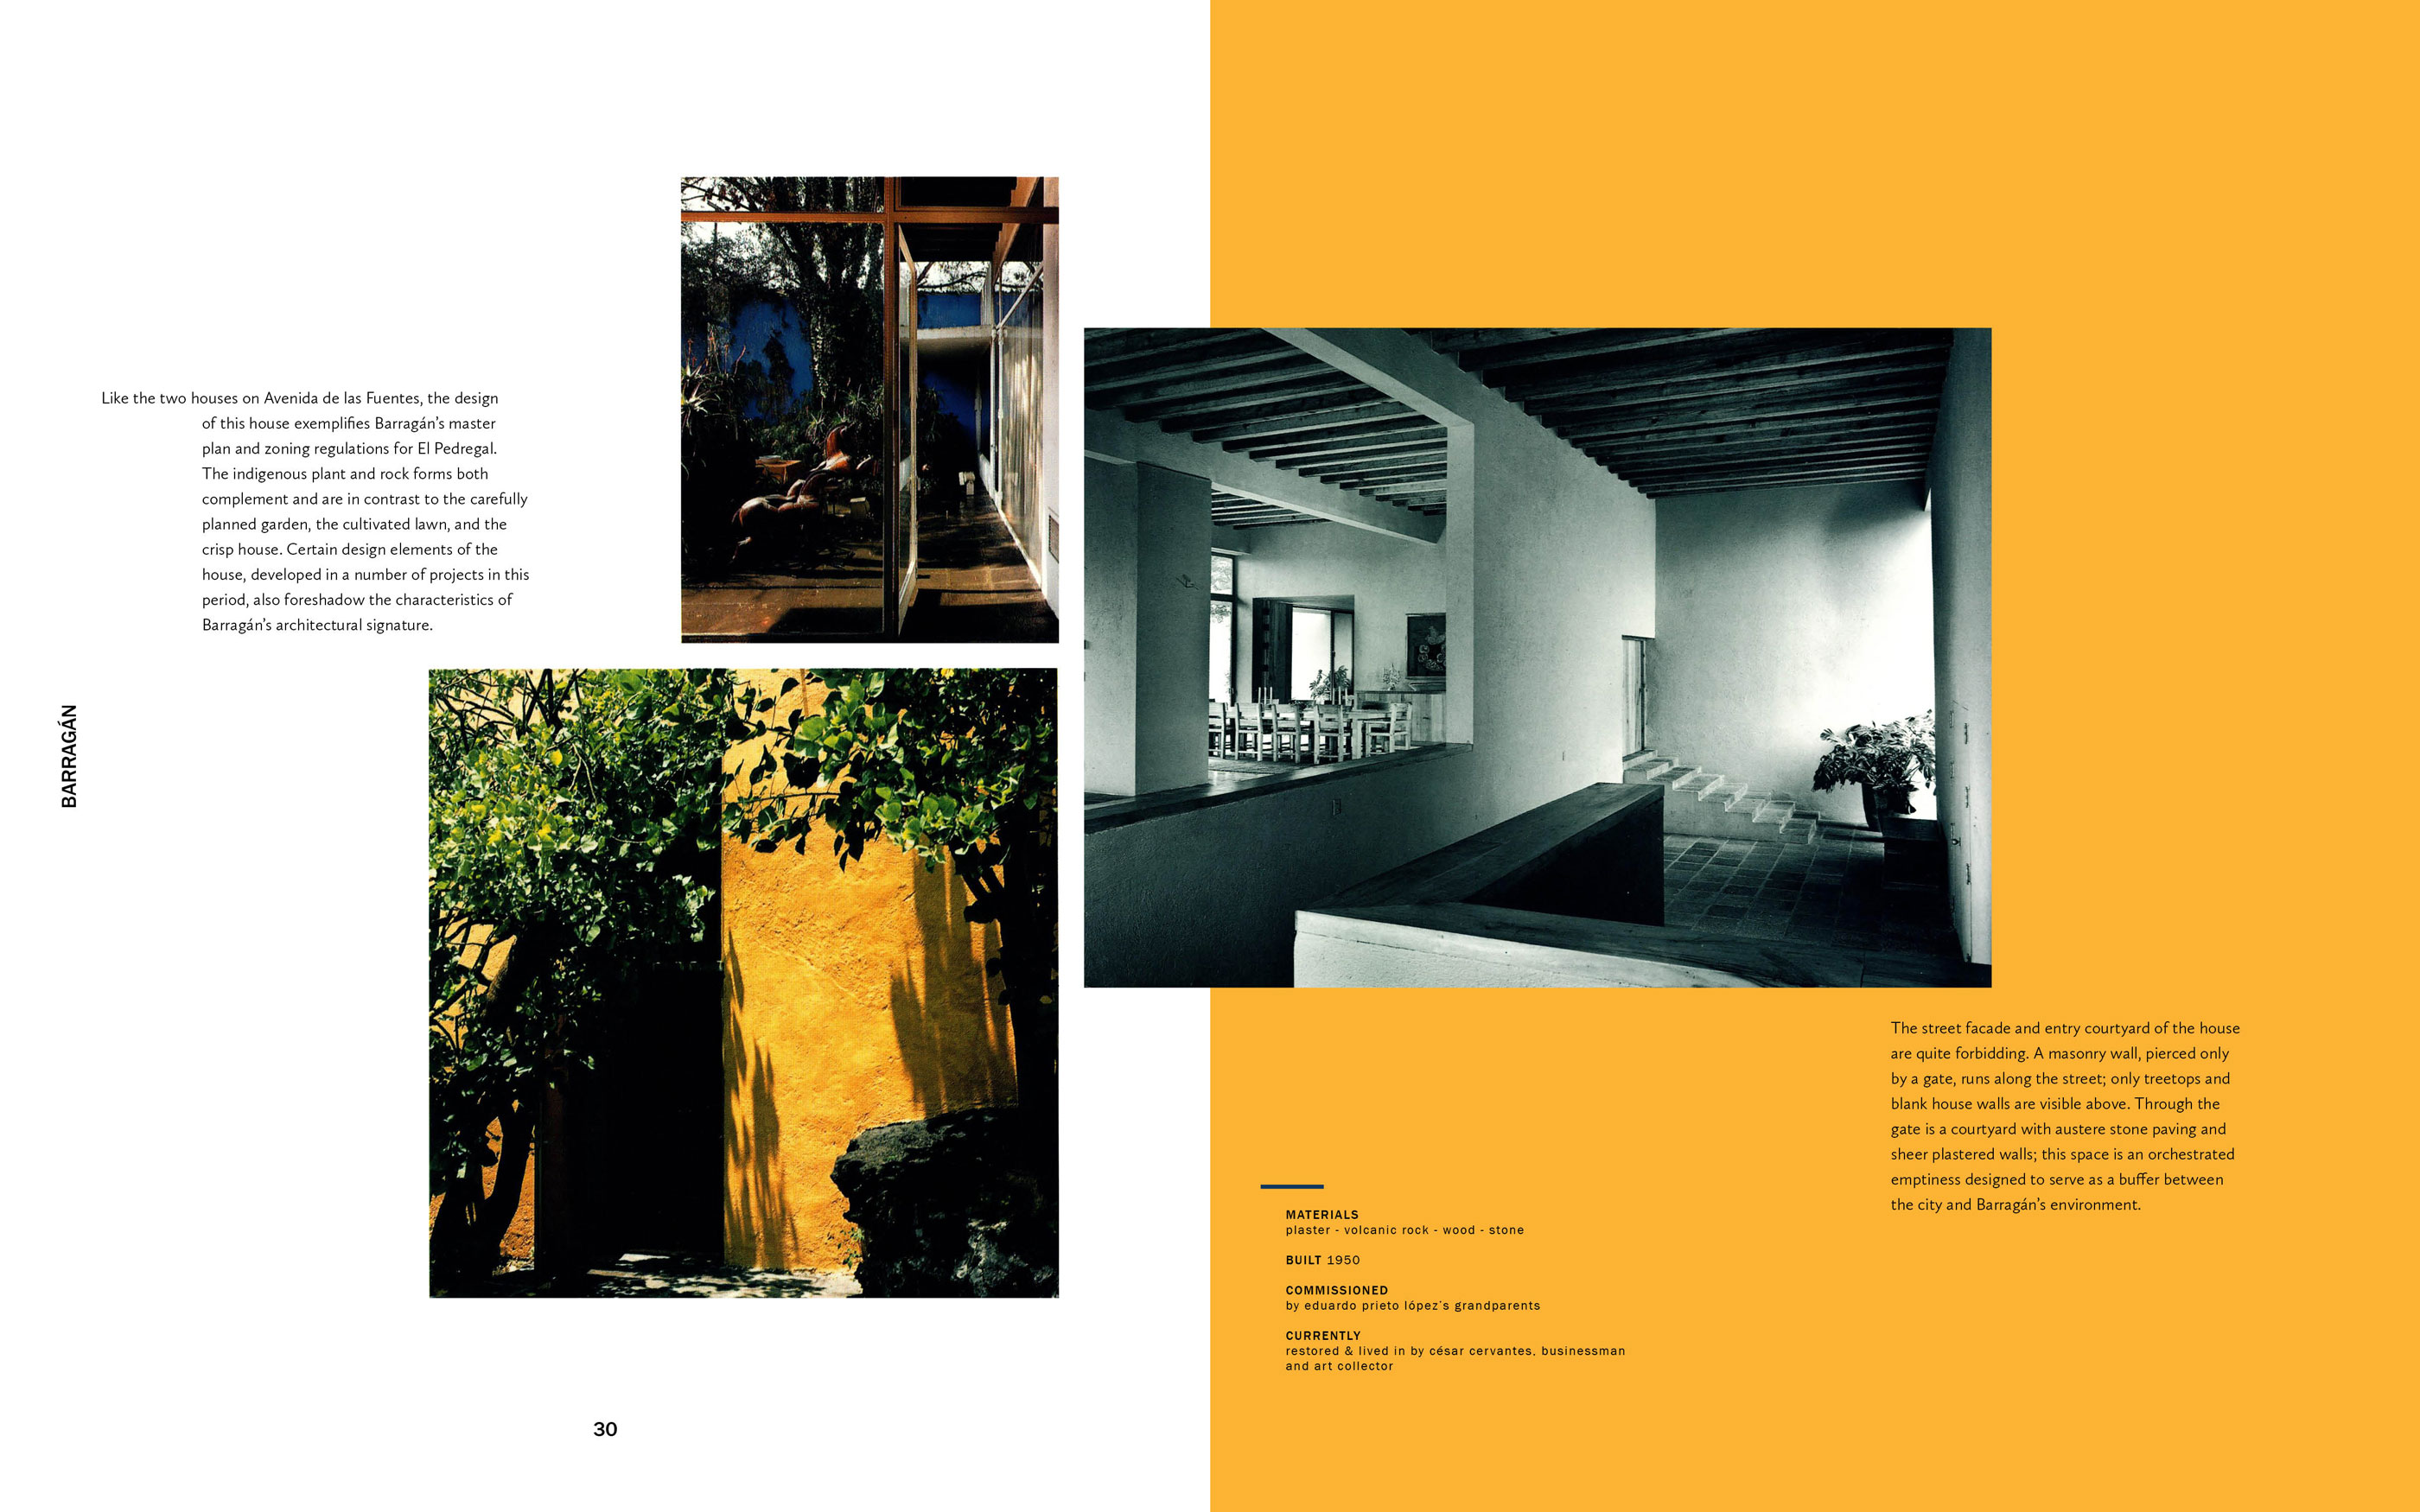 Like the two houses on Avenida de las Fuentes, the design
of this house exemplifies Barragán’s master
plan and zoning regulations for El Pedregal.
The indigenous plant and rock forms both
complement and are in contrast to the carefully
planned garden, the cultivated lawn, and the
crisp house. Certain design elements of the
house, developed in a number of projects in this
period, also foreshadow the characteristics of
Barragán’s architectural signature.
BARRAGÁN
30
The street facade and entry courtyard of the house
are quite forbidding. A masonry wall, pierced only
by a gate, runs along the street; only treetops and
blank house walls are visible above. Through the
gate is a courtyard with austere stone paving and
sheer plastered walls; this space is an orchestrated
emptiness designed to serve as a buffer between
the city and Barragán’s environment.
MATERIALS
plaster - volcanic rock - wood - stone
BUILT 1950
COMMISSIONED
by eduardo prieto lópez’s grandparents
CURRENTLY
restored & lived in by césar cervantes, businessman
and art collector